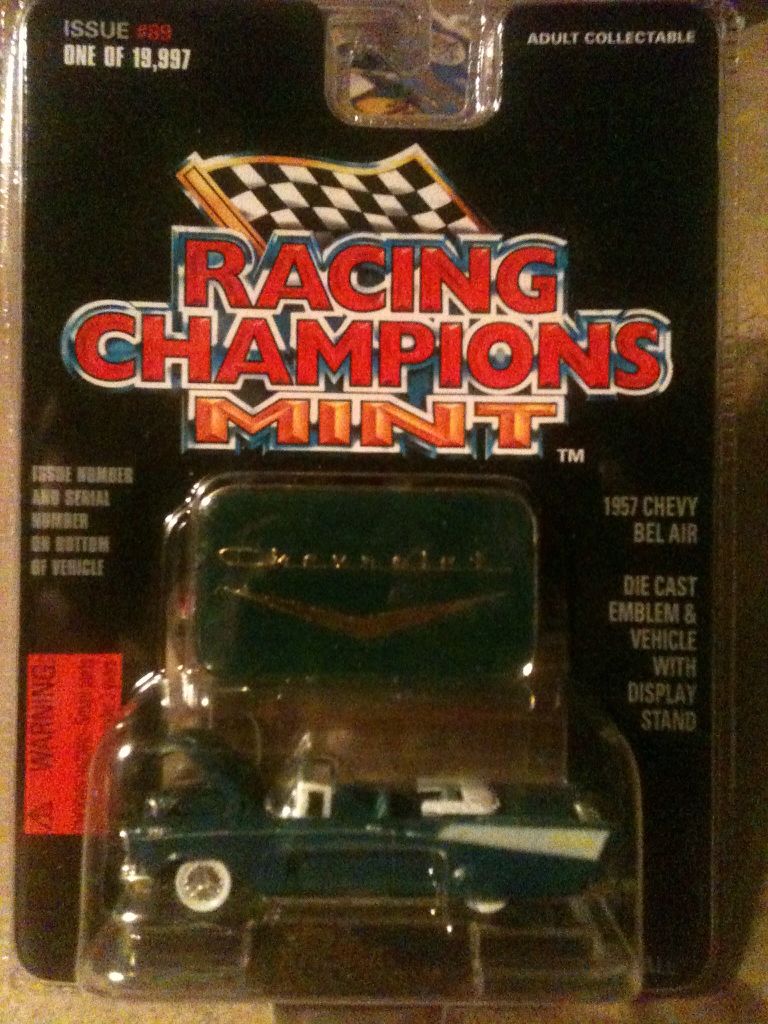 ISSUE #89
ONE OF 19,997
ADULT COLLECTABLE
RACING
CHAMPIONS
MINT
TM
ISSUE NUMBER
AND SERIAL
NUMBER
ON BOTTOM
OF VEHICLE
1957 CHEVY
BEL AIR
DIE CAST
EMBLEM &
VEHICLE
WITH
DISPLAY
STAND
Chevrolet
WARNING